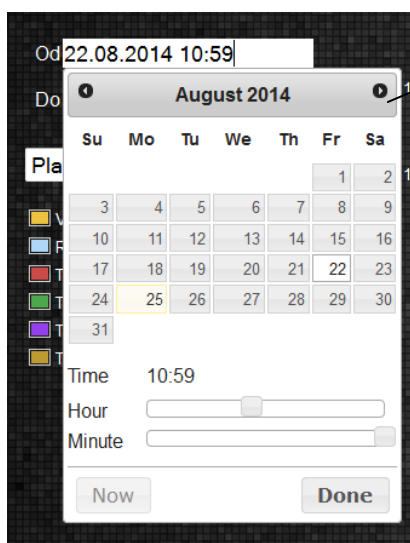 Od 22.08.2014 10:59
Do
August 2014
Su Mo Tu We Th Fr Sa
1 2
3 4 5 6 7 8 9
10 11 12 13 14 15 16
17 18 19 20 21 22 23
24 25 26 27 28 29 30
31
Pla
V
R
T
T
T
T
Time 10:59
Hour
Minute
Now Done